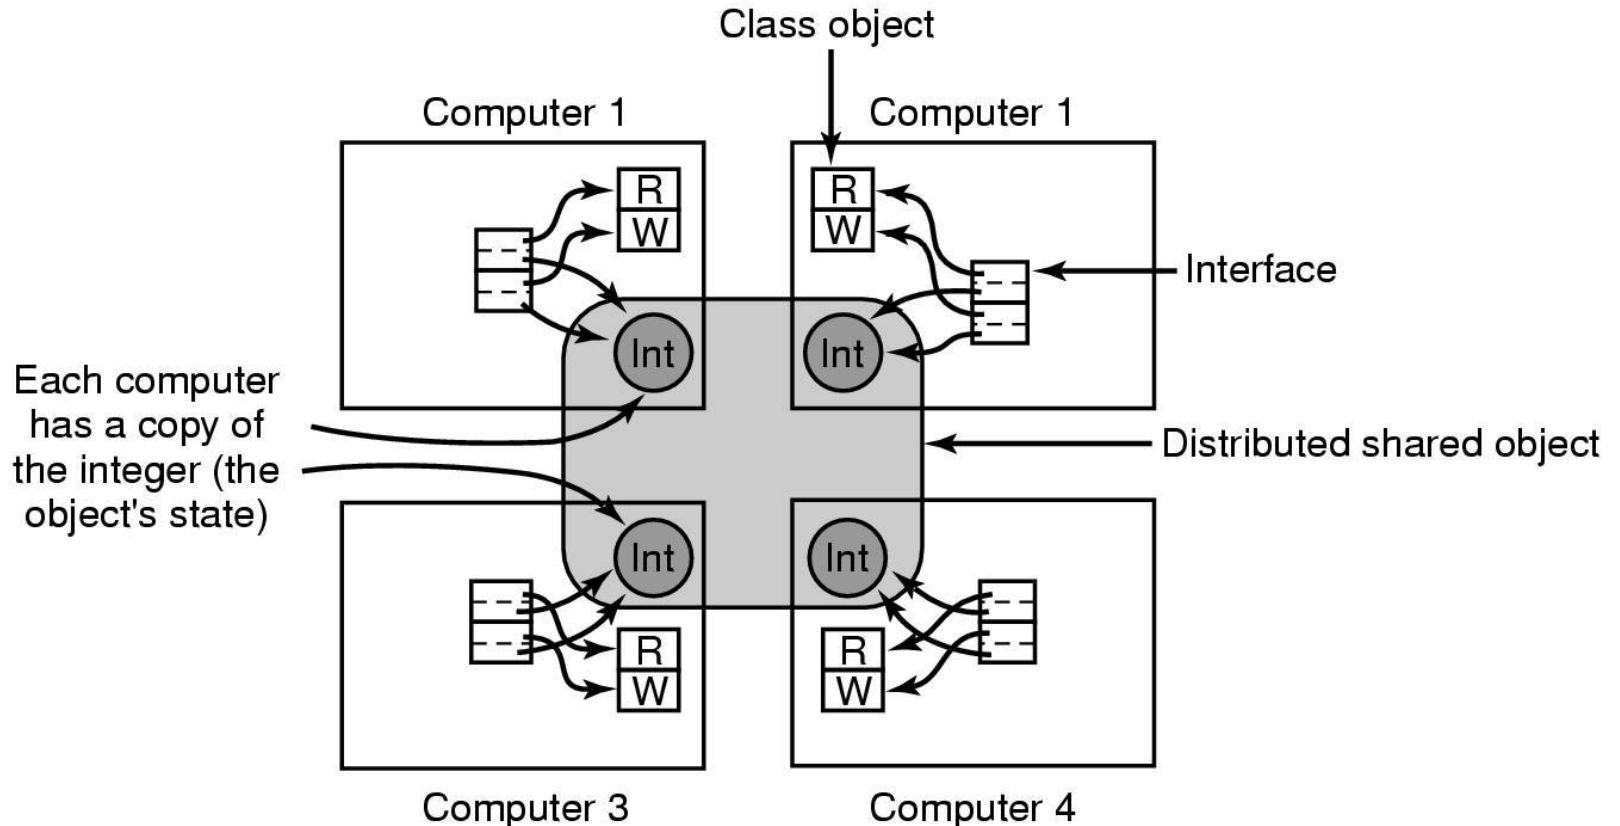 Class object
Computer 1
Computer 1
R
W
R
W
Interface
Int
Int
Each computer
has a copy of
the integer (the
object's state)
Distributed shared object
Int
Int
R
W
R
W
Computer 3
Computer 4